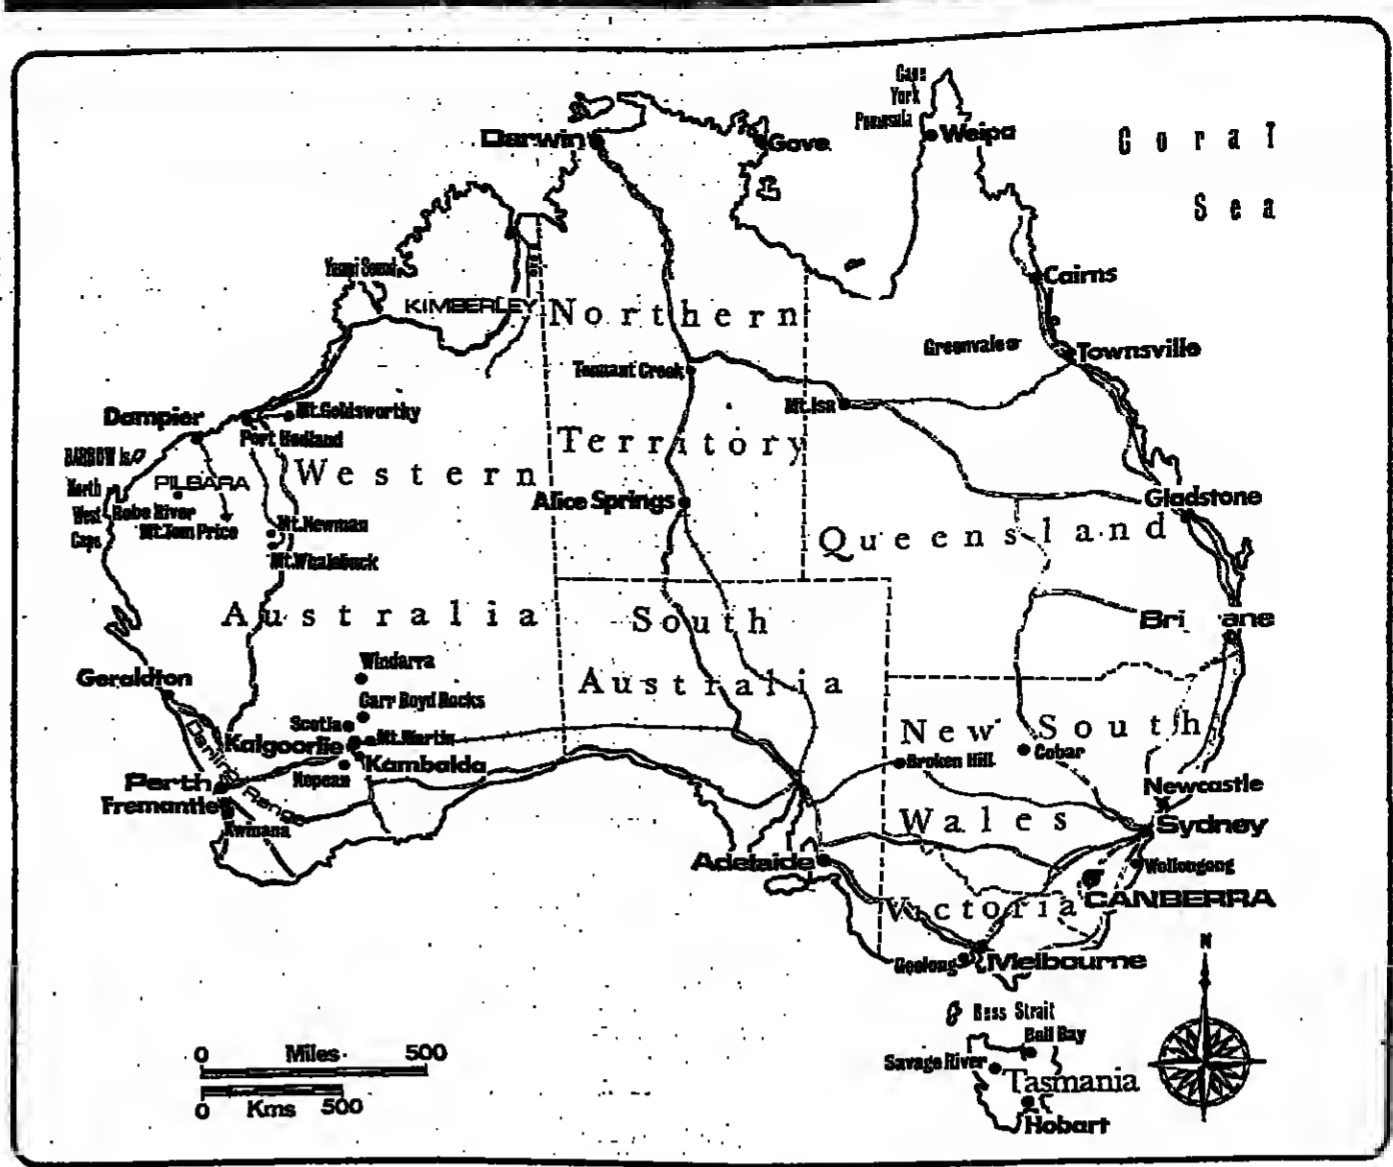 Cape
York
Peninsula
Weipa
Coral
Sea
Darwin
Gove
Yampi Sound
KIMBERLEY
Northern
Territory
Cairns
Greenvale
Townsville
Tennant Creek
Mt.Isa
Dampier
Mt.Goldsworthy
Port Hedland
BARROW Is.
North
West
Cape
PILBARA
Robe River
Mt.Tom Price
Mt.Newman
Mt.Whaleback
Western
Australia
Alice Springs
Gladstone
Queensland
Bri ane
South
Australia
Geraldton
Windarra
Carr Boyd Rocks
Scotia
Kalgoorlie
Mt.Martin
Kambalda
Nepean
Darling
Range
Perth
Fremantle
Kwinana
New South
Wales
Broken Hill
Cobar
Newcastle
Sydney
Wollongong
CANBERRA
Adelaide
Victoria
Geelong
Melbourne
N
Bass Strait
Bell Bay
Savage River
Tasmania
Hobart
0 Miles 500
0 Kms 500